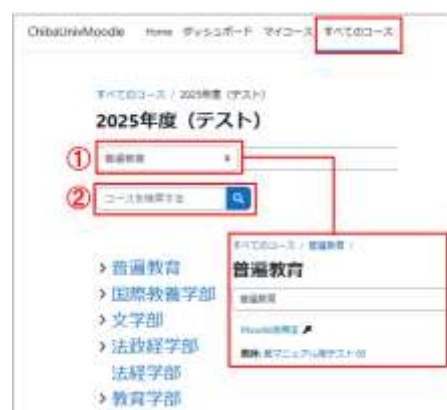 ChibaUnivMoodle Home ダッシュボード マイコース すべてのコース
すべてのコース / 2025年度 (テスト)
2025年度（テスト）
① 普遍教育
② コースを検索する
すべてのコース / 普遍教育 /
普遍教育
普遍教育
普遍教育
国際教養学部
文学部
法政経学部
法経学部
教育学部